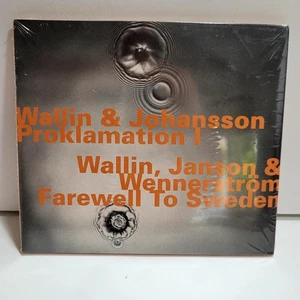 Wallin & Johansson
Proklamation I
Wallin, Janson &
Wennerström
Farewell To Sweden